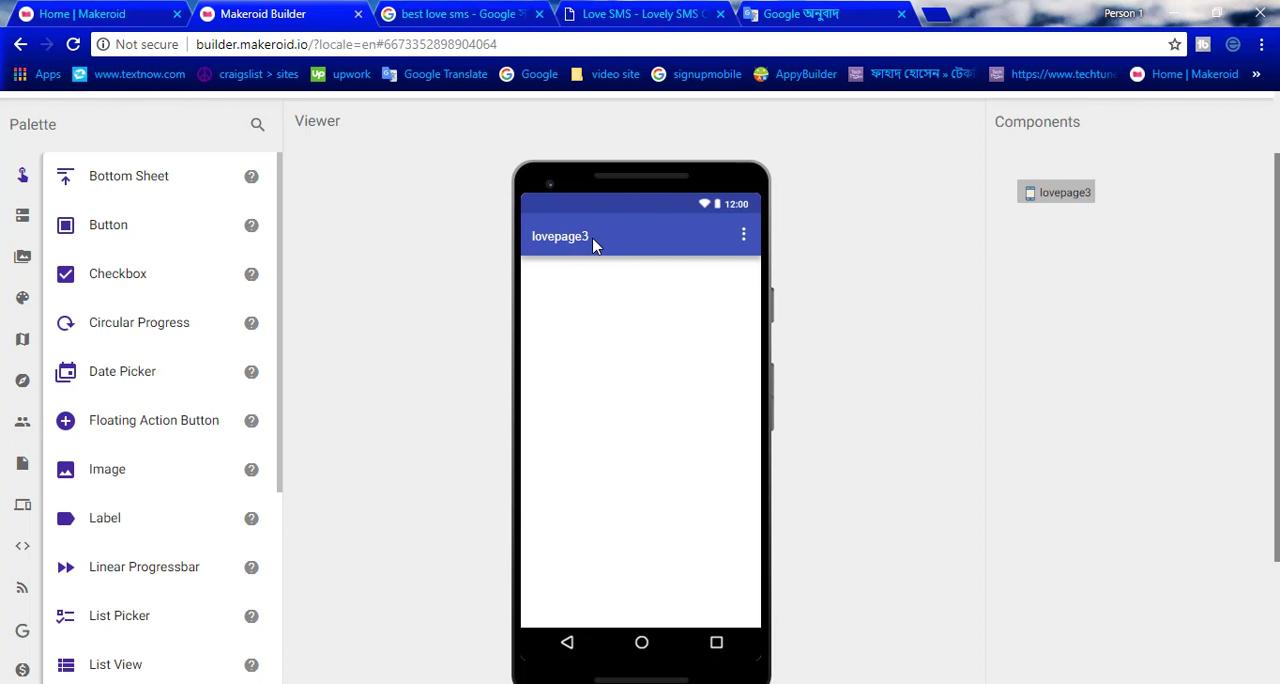 Home | Makeroid
Makeroid Builder
best love sms - Google স
Love SMS - Lovely SMS C
Google অনুবাদ
Person 1
Not secure
builder.makeroid.io/?locale=en#6673352898904064
Apps
www.textnow.com
craigslist > sites
upwork
Google Translate
Google
video site
signupmobile
AppyBuilder
ফাহাদ হোসেন » টেক
https://www.techtun
Home | Makeroid
»
Palette
Viewer
Components
Bottom Sheet
Button
Checkbox
Circular Progress
Date Picker
Floating Action Button
Image
Label
Linear Progressbar
List Picker
List View
12:00
lovepage3
lovepage3